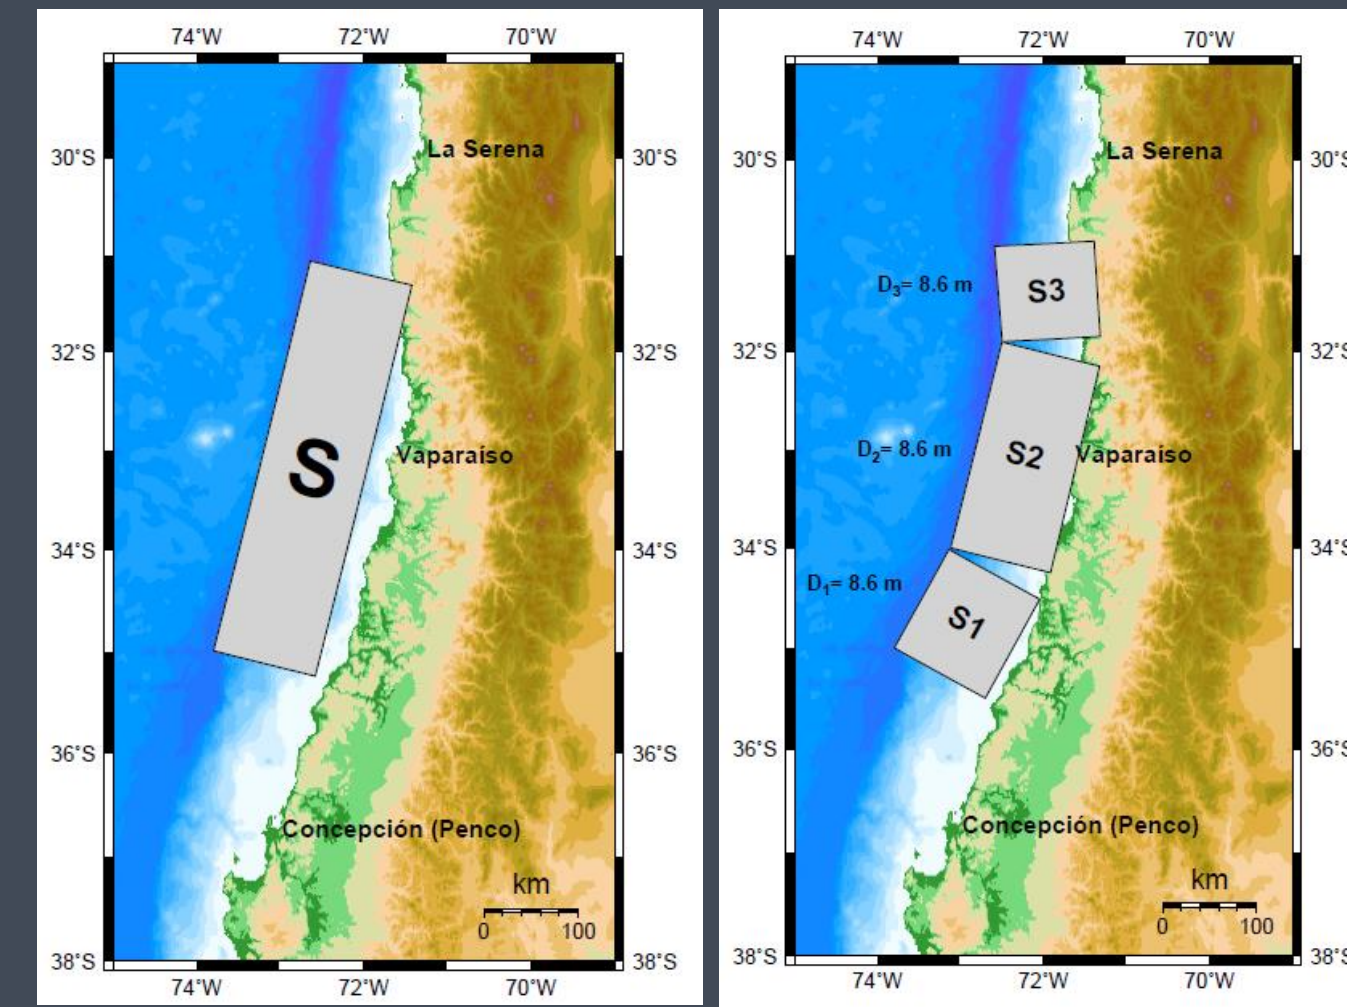 74°W 72°W 70°W
30°S La Serena 30°S
32°S 32°S
S
Vaparaiso
34°S 34°S
36°S 36°S
Concepción (Penco)
km
0 100
38°S 38°S
74°W 72°W 70°W
74°W 72°W 70°W
30°S La Serena 30°S
D3= 8.6 m S3
32°S 32°S
D2= 8.6 m S2 Vaparaiso
34°S 34°S
D1= 8.6 m S1
36°S 36°S
Concepción (Penco)
km
0 100
38°S 38°S
74°W 72°W 70°W